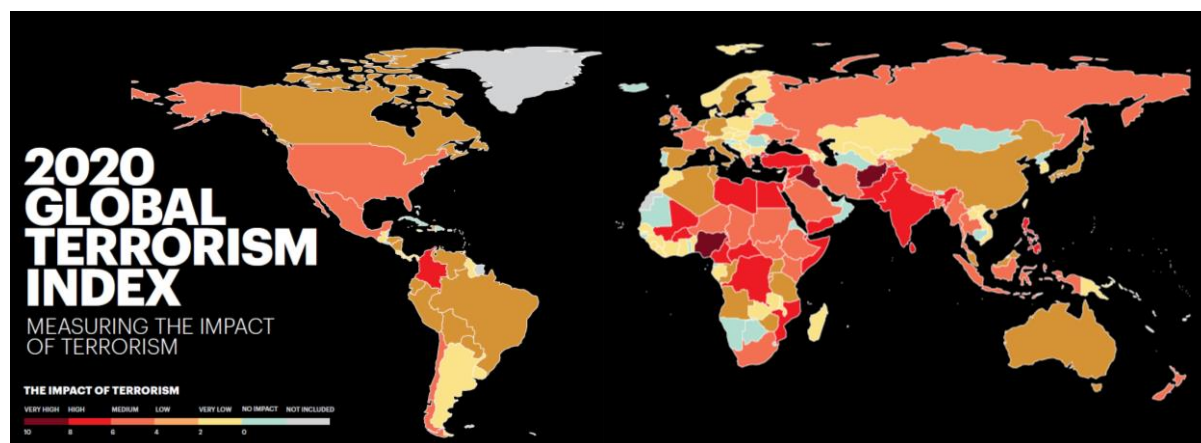 2020
GLOBAL
TERRORISM
INDEX
MEASURING THE IMPACT
OF TERRORISM
THE IMPACT OF TERRORISM
VERY HIGH HIGH MEDIUM LOW VERY LOW NO IMPACT NOT INCLUDED
10 8 6 4 2 0